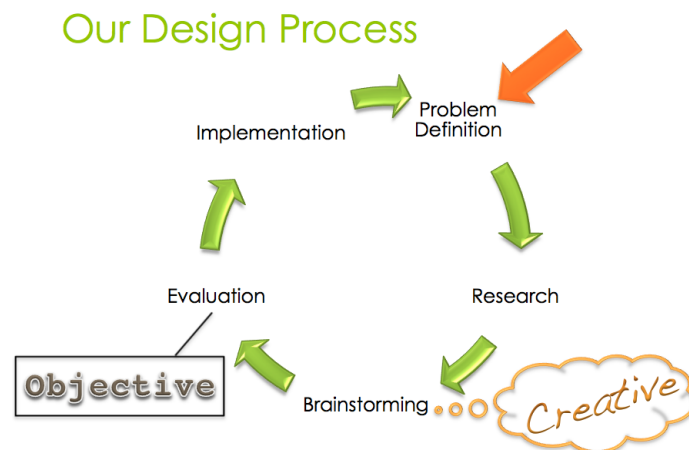 Our Design Process
Problem
Definition
Implementation
Evaluation
Research
Objective
Brainstorming
Creative